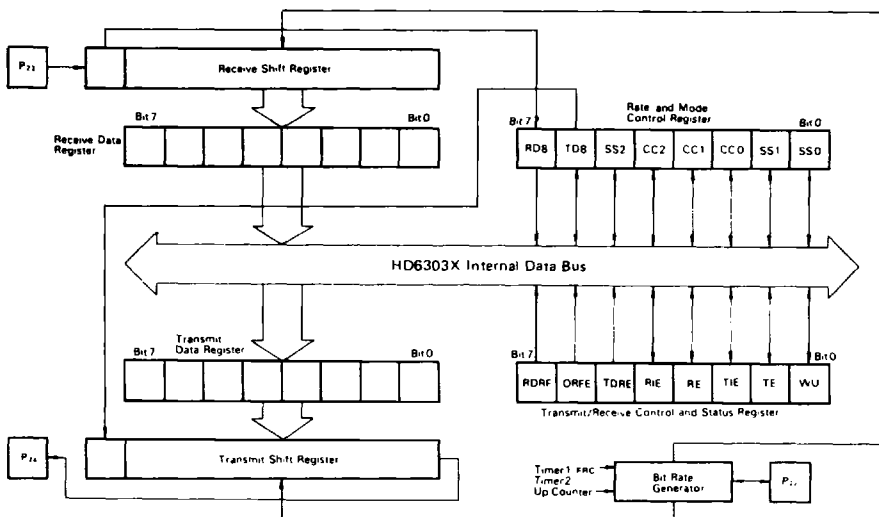 P23
Receive Shift Register
Bit 7
Bit 0
Receive Data
Register
Rate and Mode
Control Register
Bit 7
Bit 0
RD8 TD8 SS2 CC2 CC1 CC0 SS1 SS0
HD6303X Internal Data Bus
Transmit
Data Register
Bit 7
Bit 0
Bit 7
Bit 0
RDRF ORFE TDRE RIE RE TIE TE WU
Transmit/Receive Control and Status Register
P24
Transmit Shift Register
Timer1 FRC
Timer2
Up Counter
Bit Rate
Generator